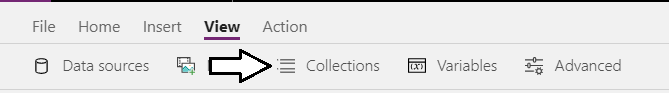 File Home Insert View Action
Data sources Collections (x) Variables Advanced